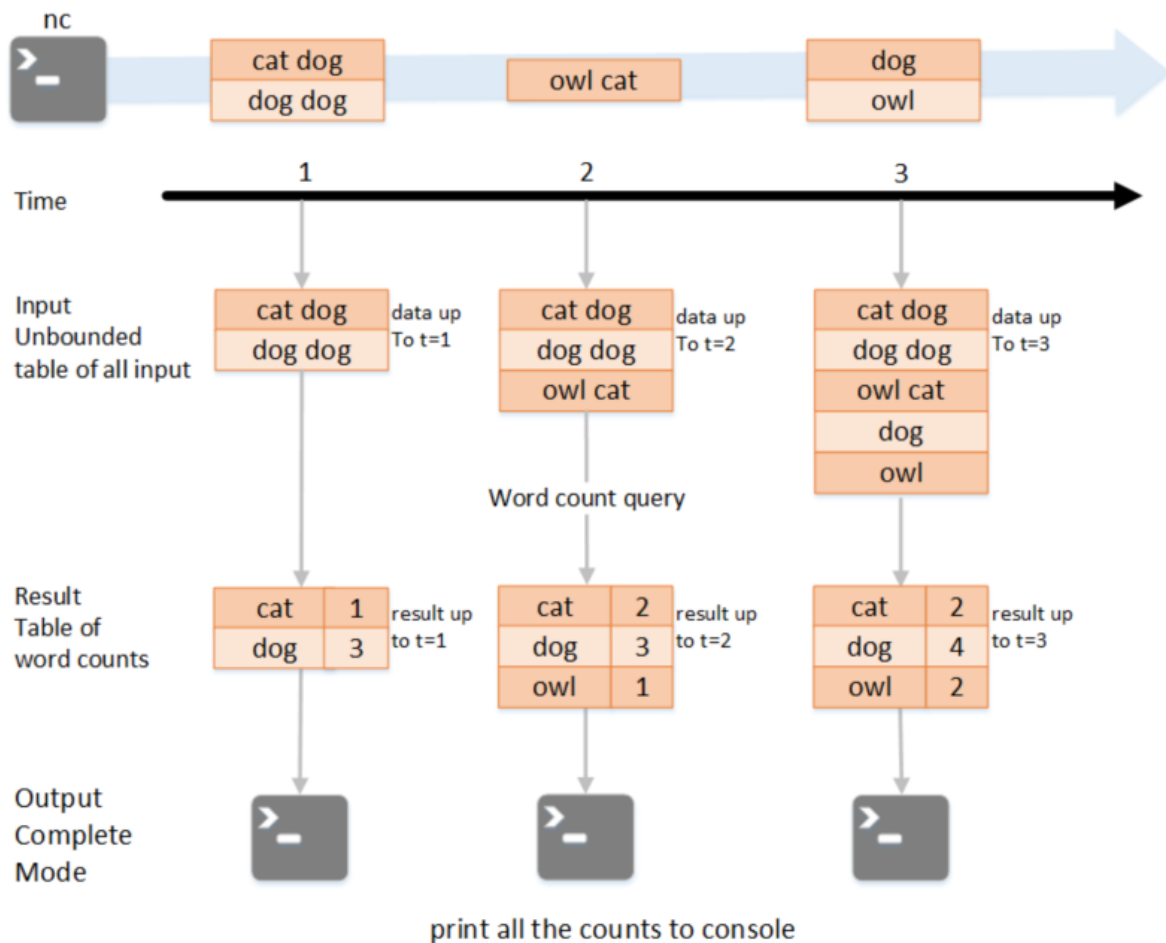 nc
cat dog
dog dog
owl cat
dog
owl
1
2
3
Time
Input
Unbounded
table of all input
cat dog
dog dog
data up
To t=1
cat dog
dog dog
owl cat
data up
To t=2
cat dog
dog dog
owl cat
dog
owl
data up
To t=3
Word count query
Result
Table of
word counts
cat 1
dog 3
result up
to t=1
cat 2
dog 3
owl 1
result up
to t=2
cat 2
dog 4
owl 2
result up
to t=3
Output
Complete
Mode
print all the counts to console